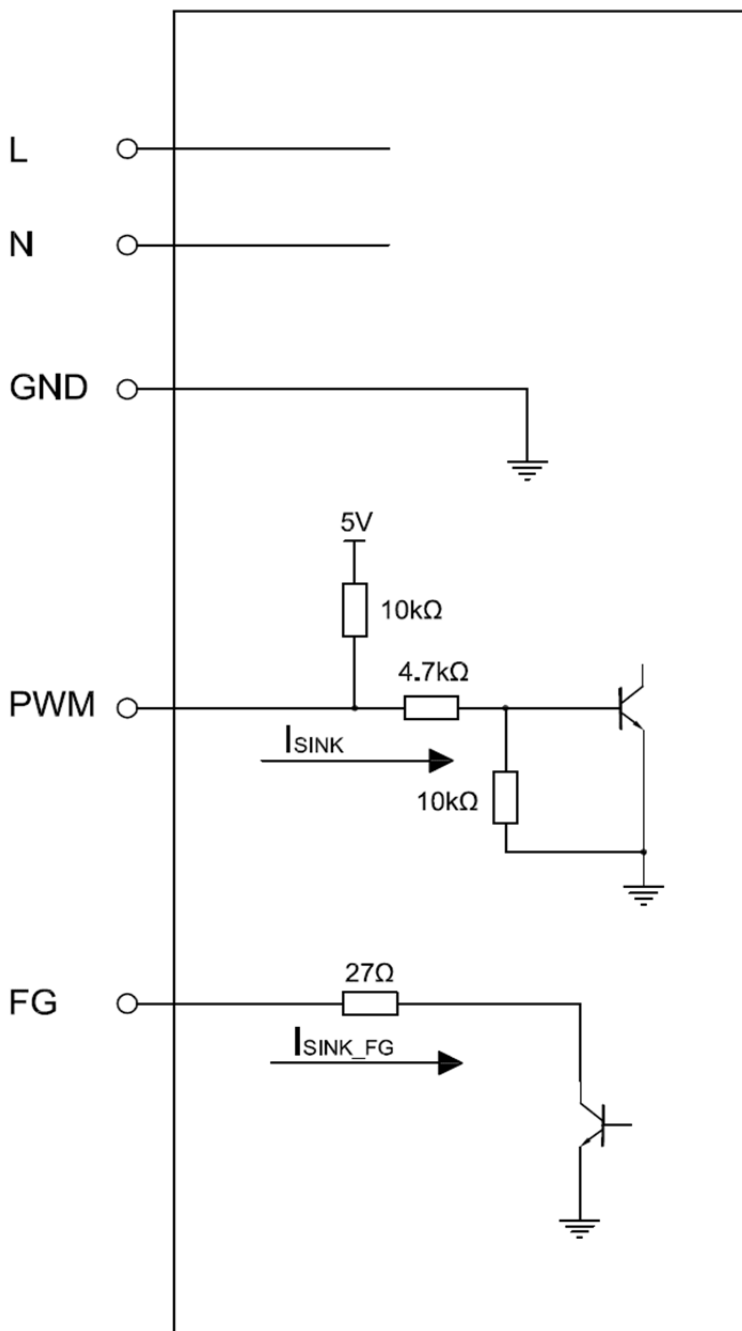 L
N
GND
5V
10kΩ
4.7kΩ
PWM
ISINK
10kΩ
27Ω
FG
ISINK_FG